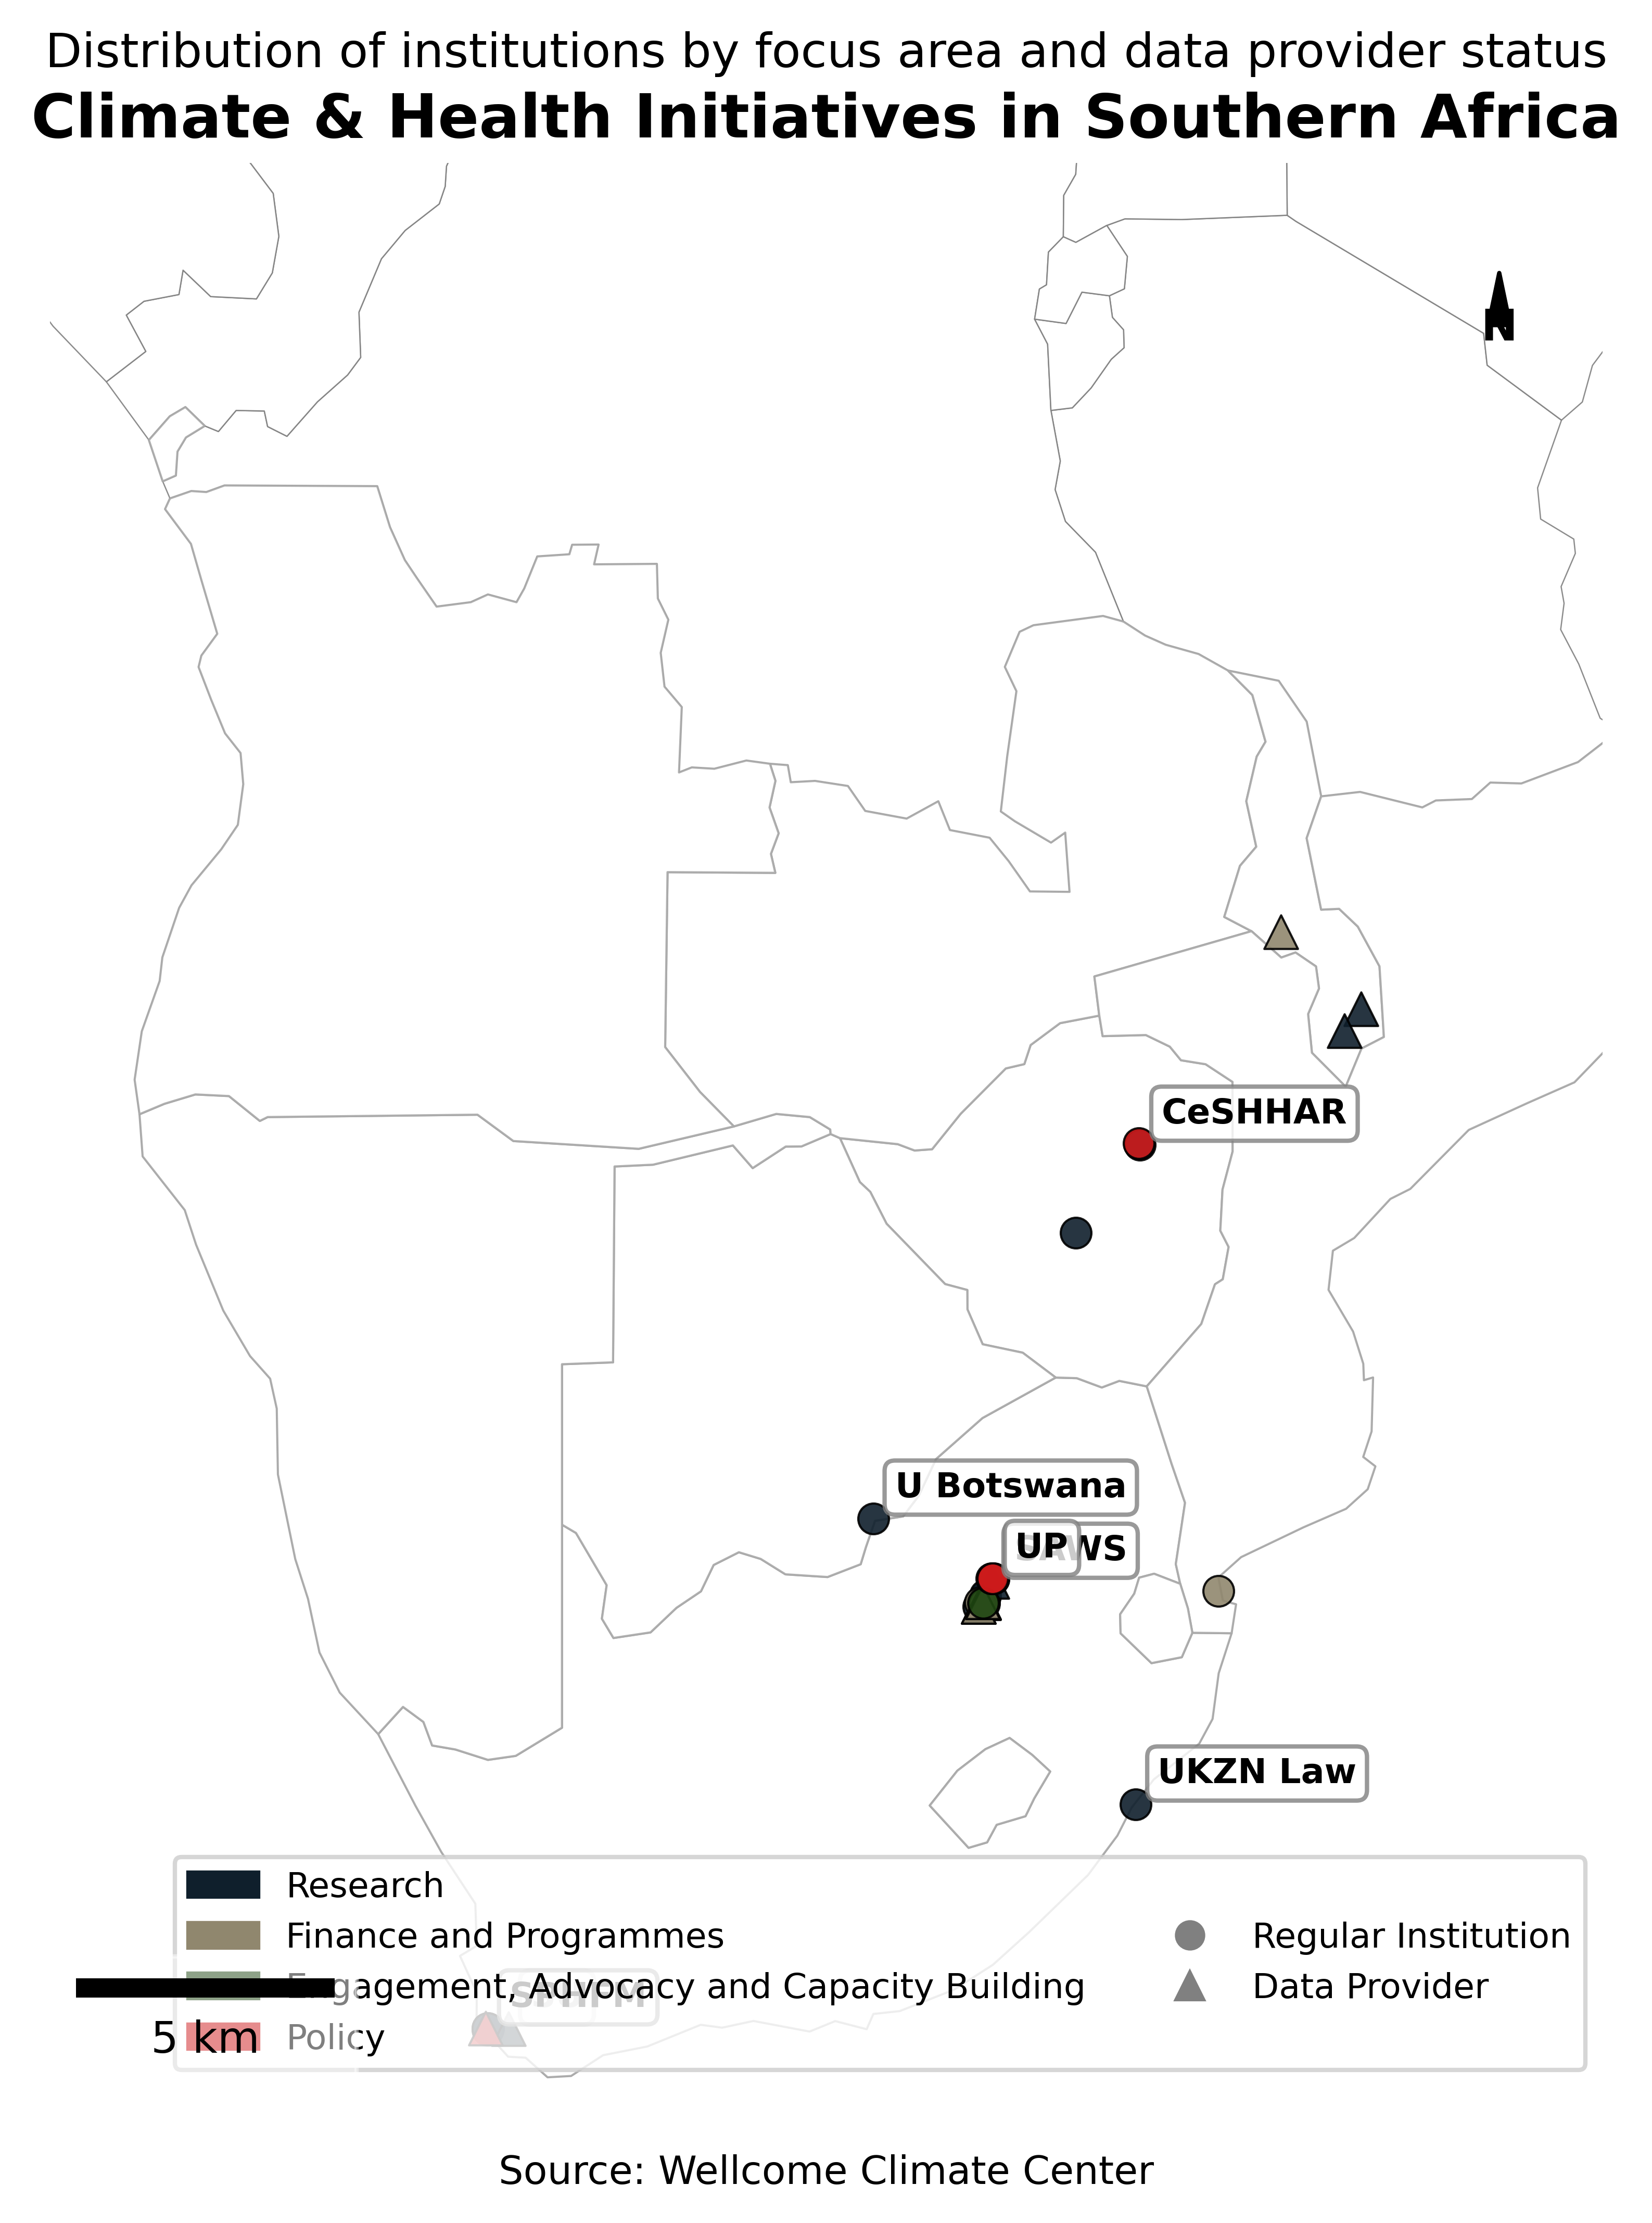 Distribution of institutions by focus area and data provider status
Climate & Health Initiatives in Southern Africa
N
CeSHHAR
U Botswana
UP
UKZN Law
Research
Finance and Programmes
Engagement, Advocacy and Capacity Building
Policy
5 km
Regular Institution
Data Provider
Source: Wellcome Climate Center